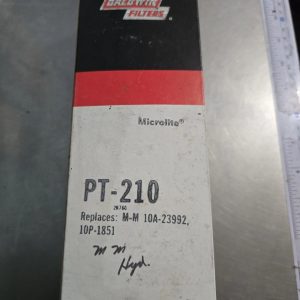 BALDWIN
FILTERS
Microlite®
PT-210
Replaces: M-M 10A-23992,
10P-1851
M M
Hyd.